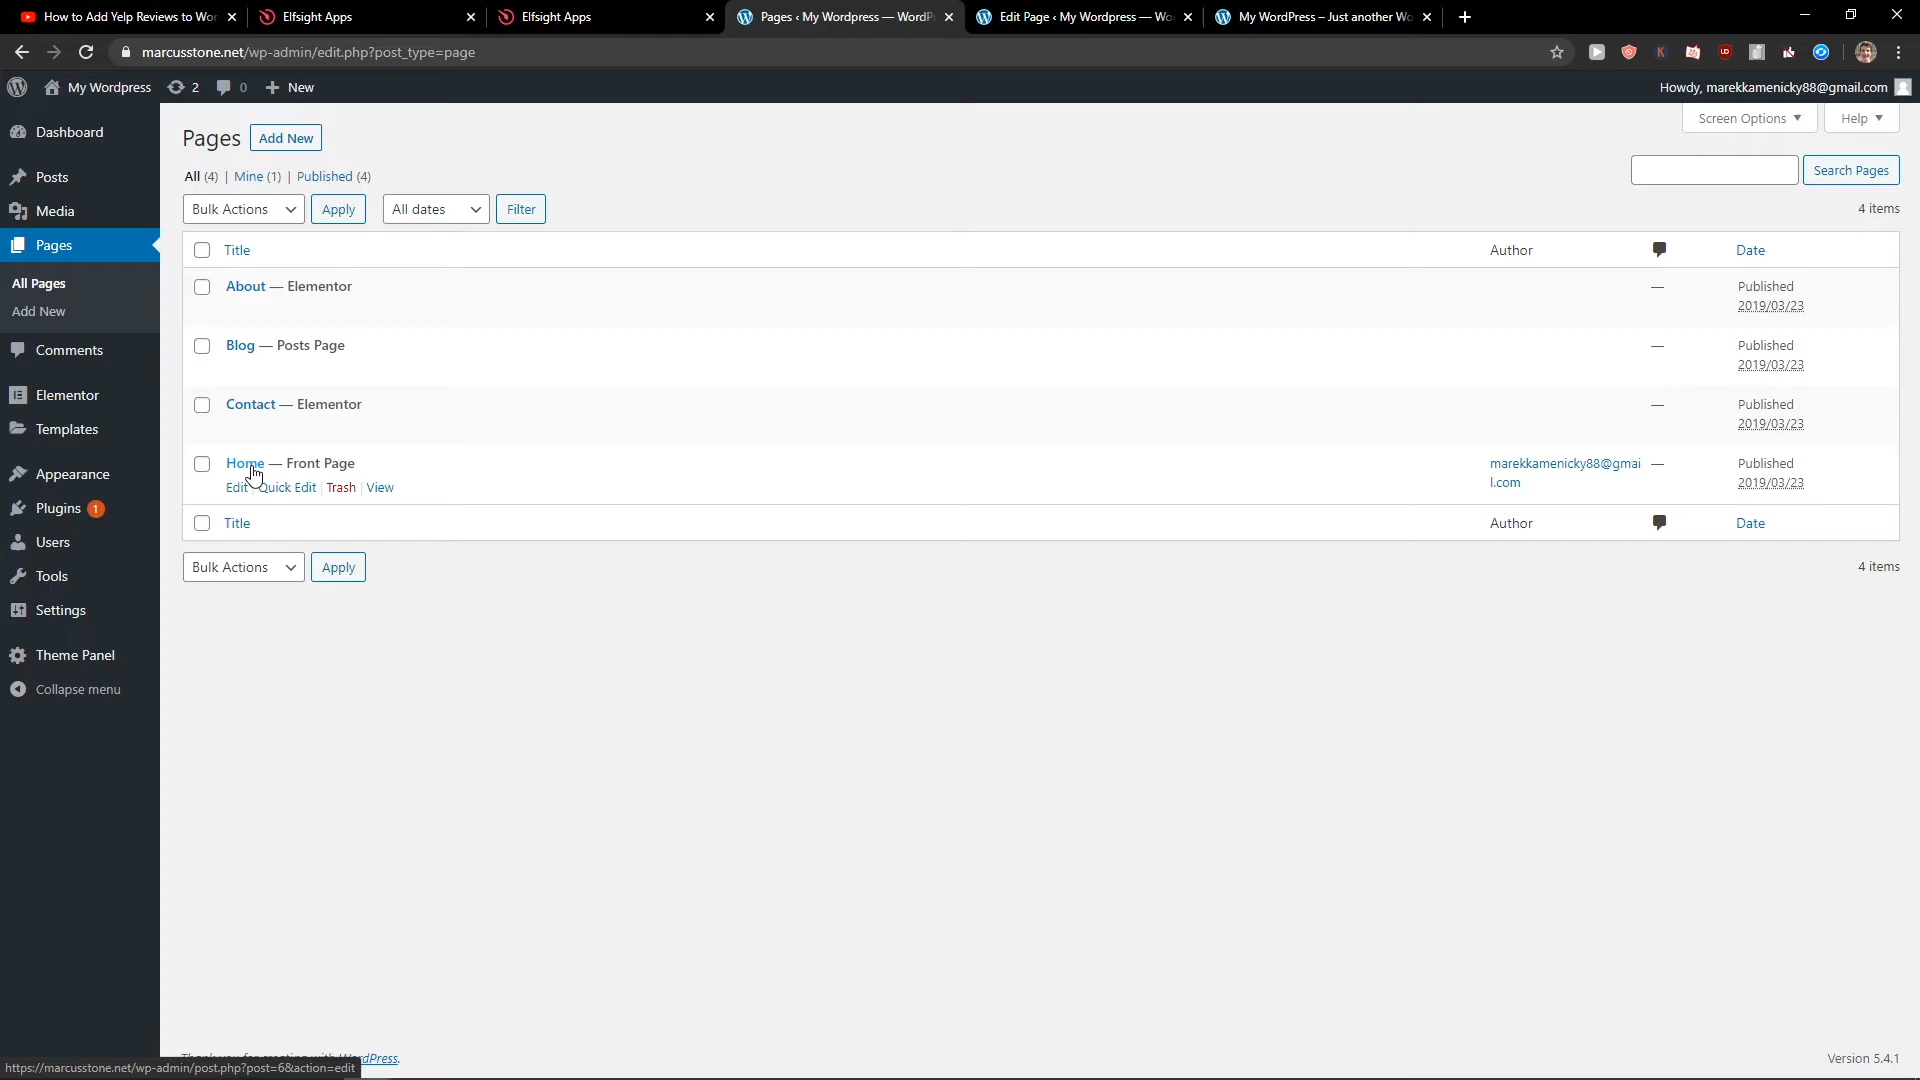 How to Add Yelp Reviews to Wor
Elfsight Apps
Elfsight Apps
Pages ‹ My Wordpress — WordP
Edit Page ‹ My Wordpress — Wo
My WordPress – Just another Wo
marcusstone.net/wp-admin/edit.php?post_type=page
My Wordpress 2 0 New
Howdy, marekkamenicky88@gmail.com
Dashboard
Posts
Media
Pages
All Pages
Add New
Comments
Elementor
Templates
Appearance
Plugins 1
Users
Tools
Settings
Theme Panel
Collapse menu
Screen Options
Help
Pages Add New
All (4) | Mine (1) | Published (4)
Search Pages
Bulk Actions Apply All dates Filter
4 items
Title Author Date
About — Elementor — Published
2019/03/23
Blog — Posts Page — Published
2019/03/23
Contact — Elementor — Published
2019/03/23
Home — Front Page marekkamenicky88@gmai — Published
Edit | Quick Edit | Trash | View l.com 2019/03/23
Title Author Date
Bulk Actions Apply
4 items
Thank you for creating with WordPress.
Version 5.4.1
https://marcusstone.net/wp-admin/post.php?post=6&action=edit